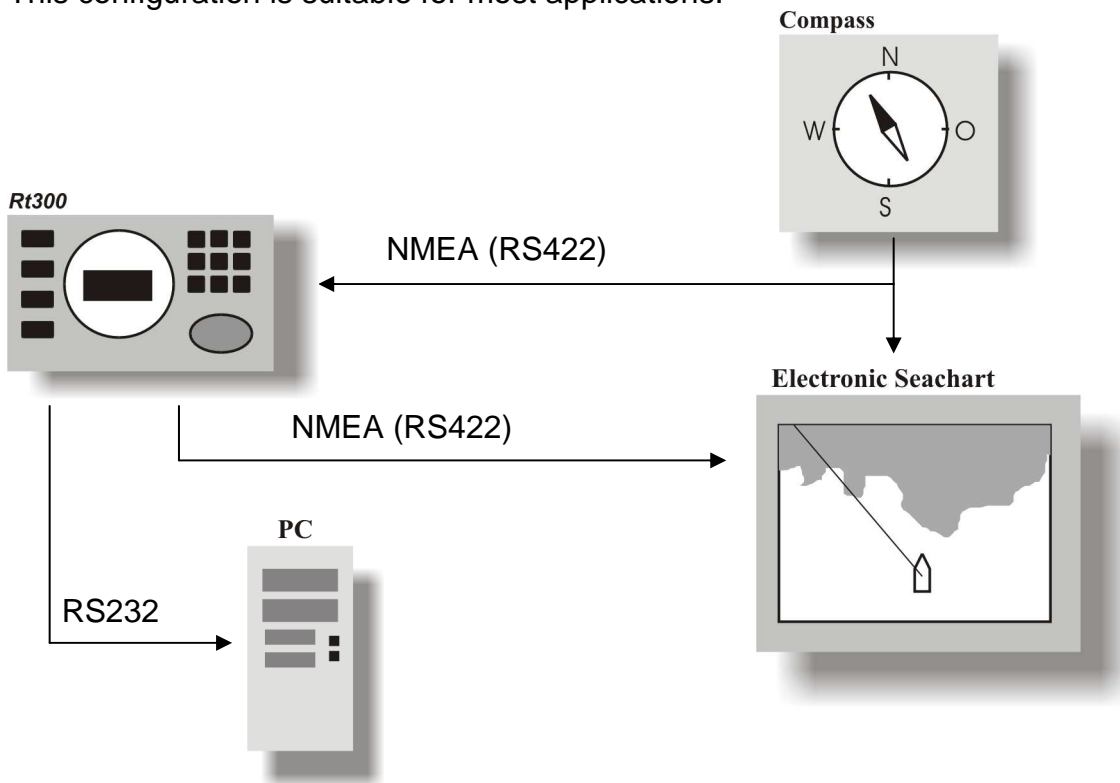 This configuration is suitable for most applications.
Compass
N
W
O
S
Rt300
NMEA (RS422)
Electronic Seachart
NMEA (RS422)
PC
RS232